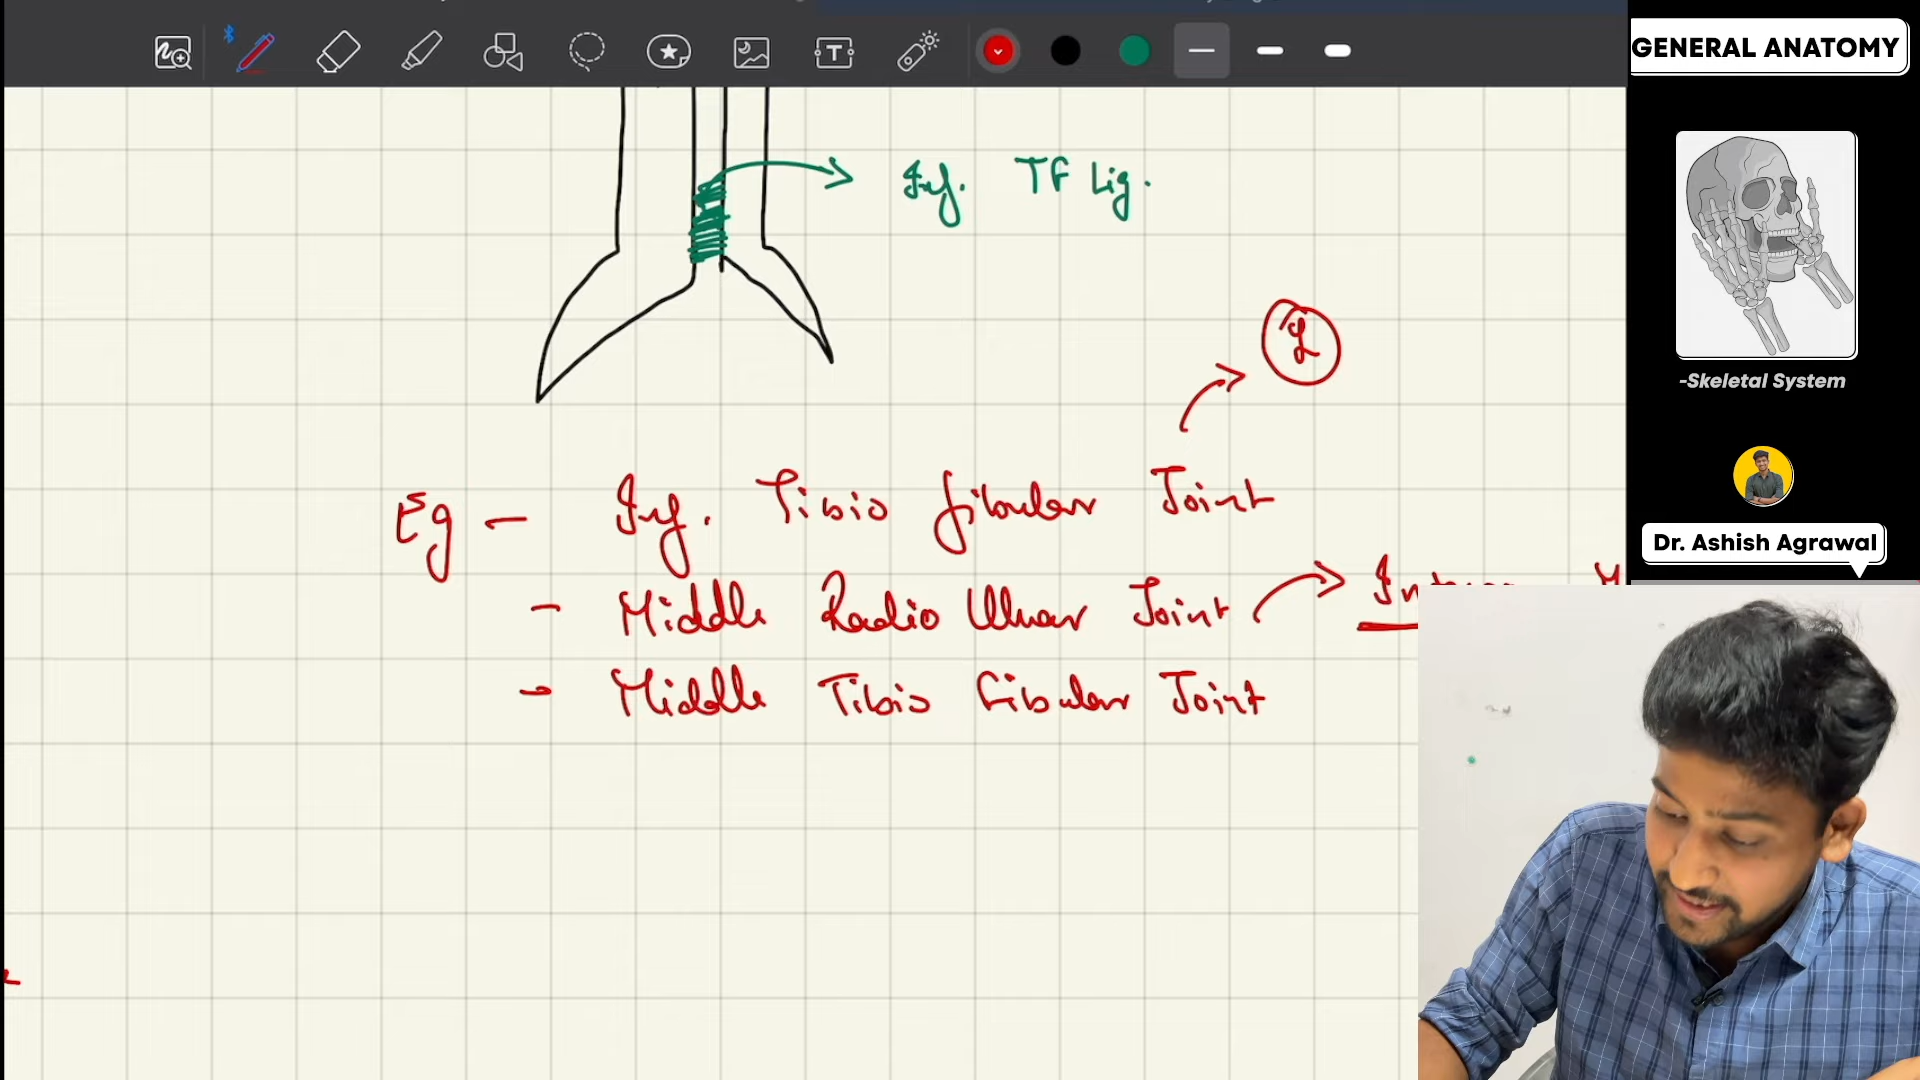 GENERAL ANATOMY
Inf. TF Lig.
-Skeletal System
Eg - Inf. Tibio fibular Joint
Dr. Ashish Agrawal
- Middle Radio Ulnar Joint
- Middle Tibio Fibular Joint